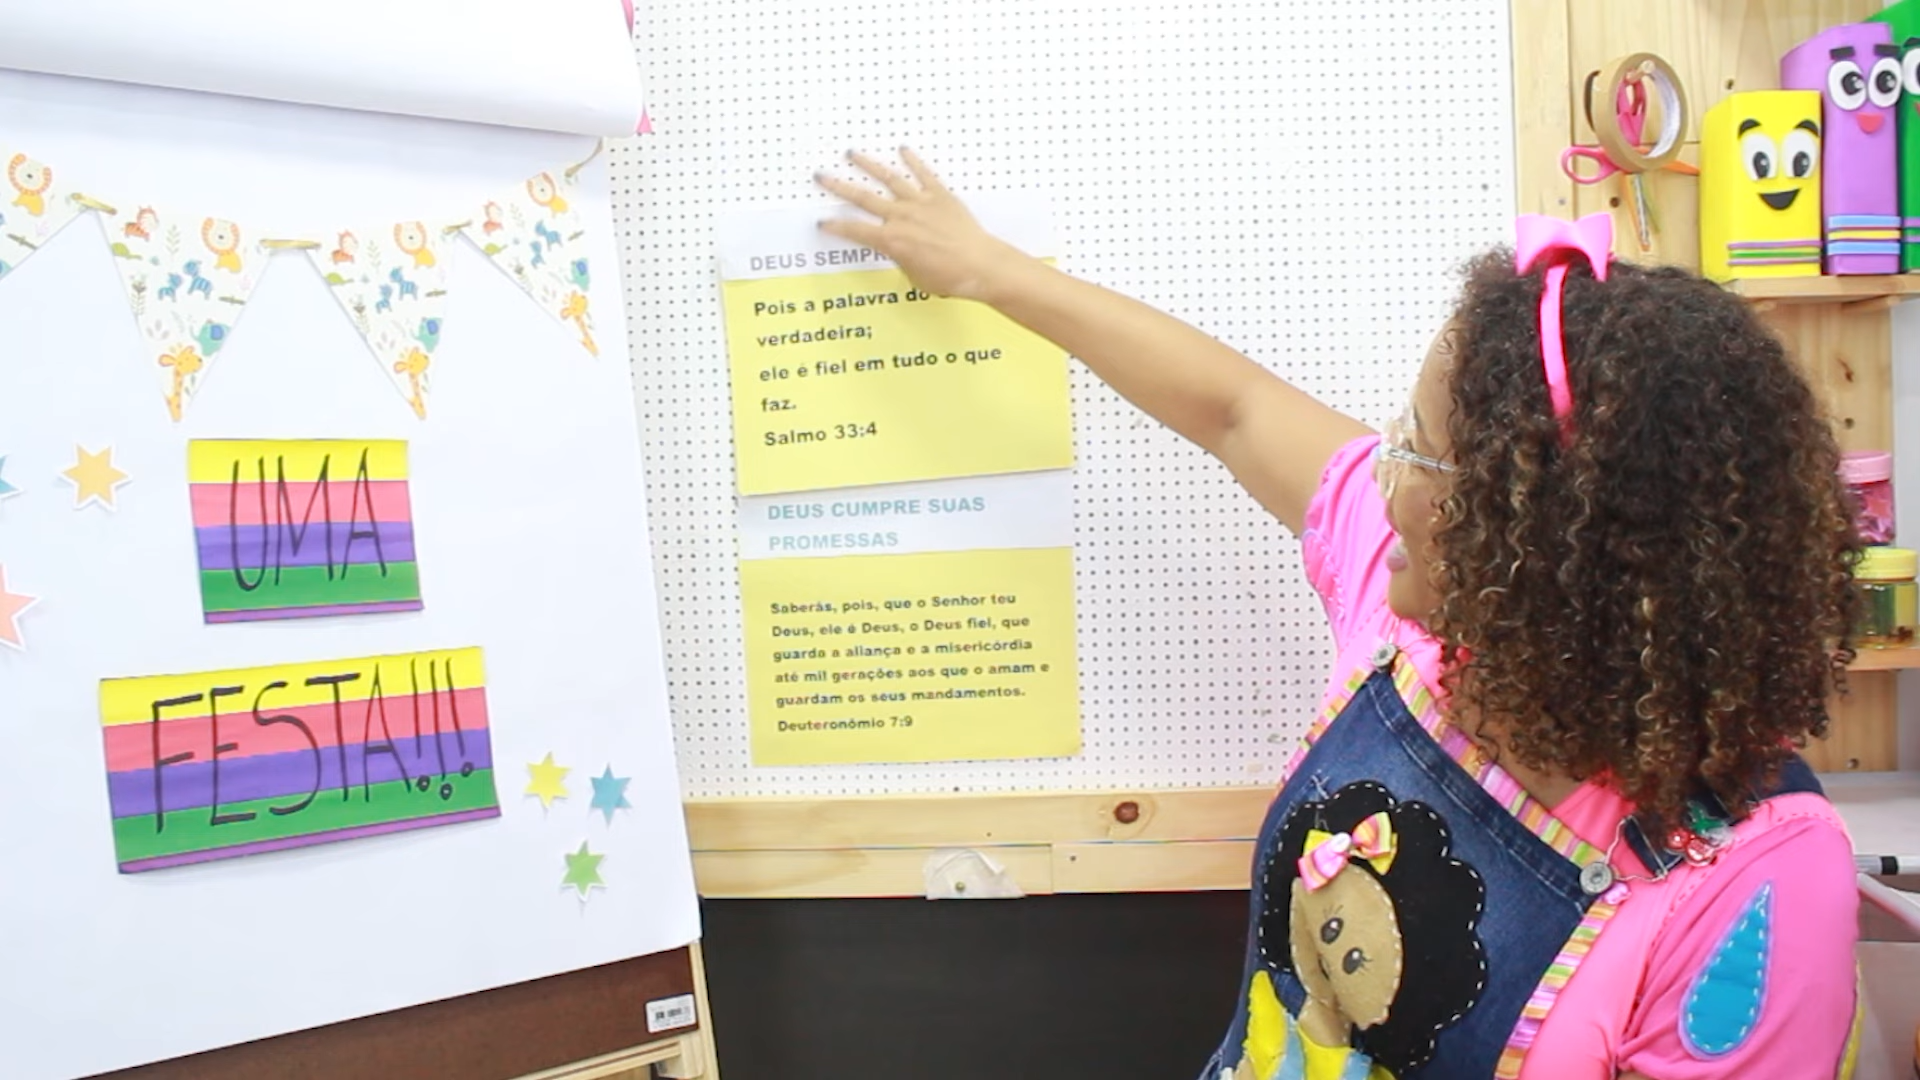 UMA
FESTA!!!
DEUS SEMPRE
Pois a palavra do
verdadeira;
ele é fiel em tudo o que
faz.
Salmo 33:4
DEUS CUMPRE SUAS
PROMESSAS
Saberás, pois, que o Senhor teu
Deus, ele é Deus, o Deus fiel, que
guarda a aliança e a misericórdia
até mil gerações aos que o amam e
guardam os seus mandamentos.
Deuteronômio 7:9